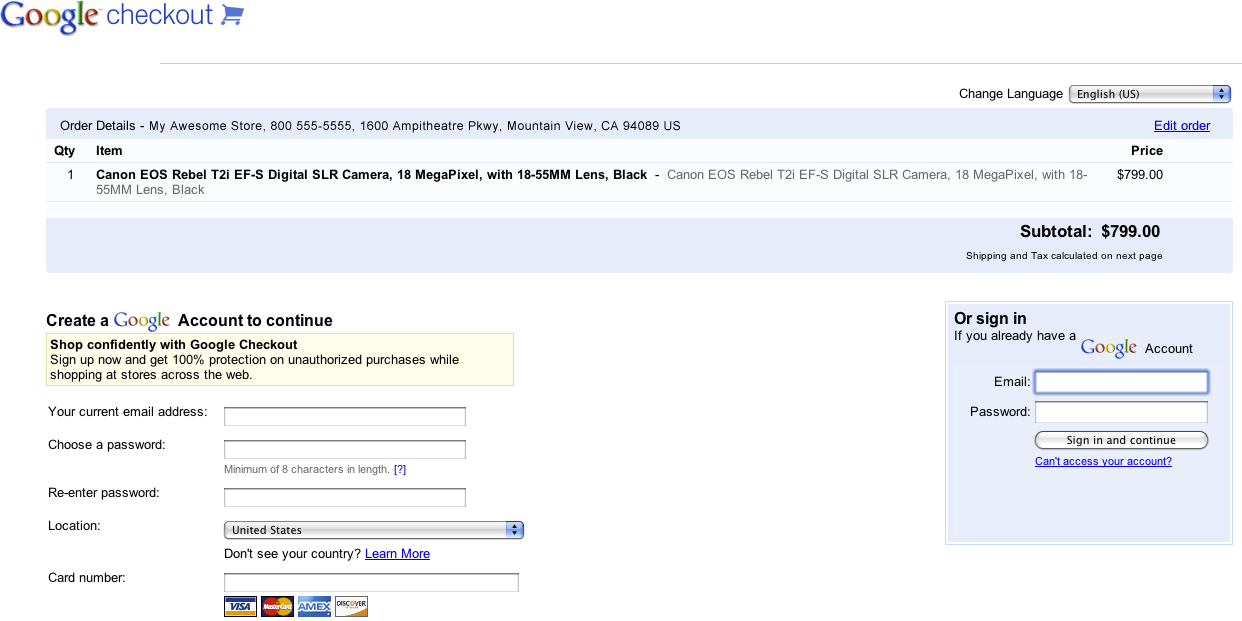 Google checkout
Change Language English (US)
Order Details - My Awesome Store, 800 555-5555, 1600 Ampitheatre Pkwy, Mountain View, CA 94089 US Edit order
Qty Item Price
1 Canon EOS Rebel T2i EF-S Digital SLR Camera, 18 MegaPixel, with 18-55MM Lens, Black - Canon EOS Rebel T2i EF-S Digital SLR Camera, 18 MegaPixel, with 18- $799.00
55MM Lens, Black
Subtotal: $799.00
Shipping and Tax calculated on next page
Create a Google Account to continue
Shop confidently with Google Checkout
Sign up now and get 100% protection on unauthorized purchases while
shopping at stores across the web.
Your current email address:
Choose a password:
Minimum of 8 characters in length. [?]
Re-enter password:
Location: United States
Don't see your country? Learn More
Card number:
VISA MasterCard AMEX DISCOVER
Or sign in
If you already have a
Google Account
Email:
Password:
Sign in and continue
Can't access your account?